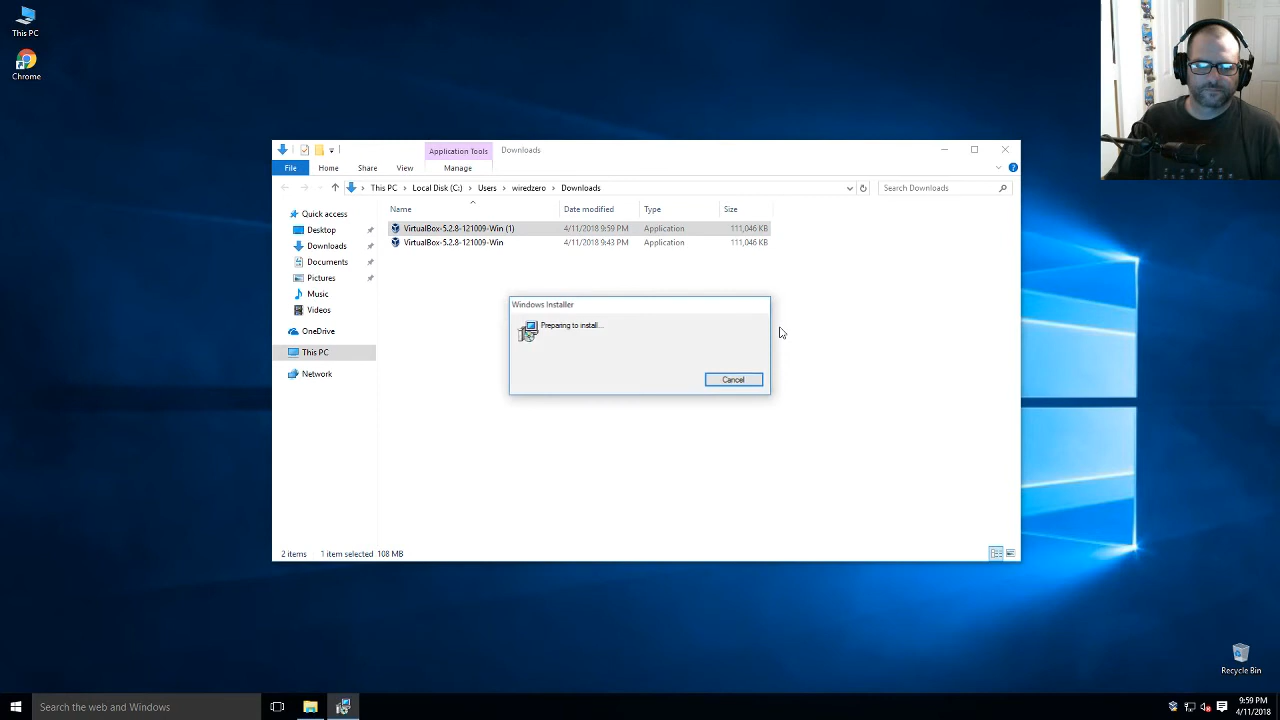 This PC
Chrome
Application Tools
Downloads
File
Home
Share
View
Manage
This PC > Local Disk (C:) > Users > wiredzero > Downloads
Search Downloads
Quick access
Desktop
Downloads
Documents
Pictures
Music
Videos
OneDrive
This PC
Network
Name Date modified Type Size
VirtualBox-5.2.8-121009-Win (1) 4/11/2018 9:59 PM Application 111,046 KB
VirtualBox-5.2.8-121009-Win 4/11/2018 9:43 PM Application 111,046 KB
Windows Installer
Preparing to install...
Cancel
2 items 1 item selected 108 MB
Recycle Bin
Search the web and Windows
9:59 PM
4/11/2018